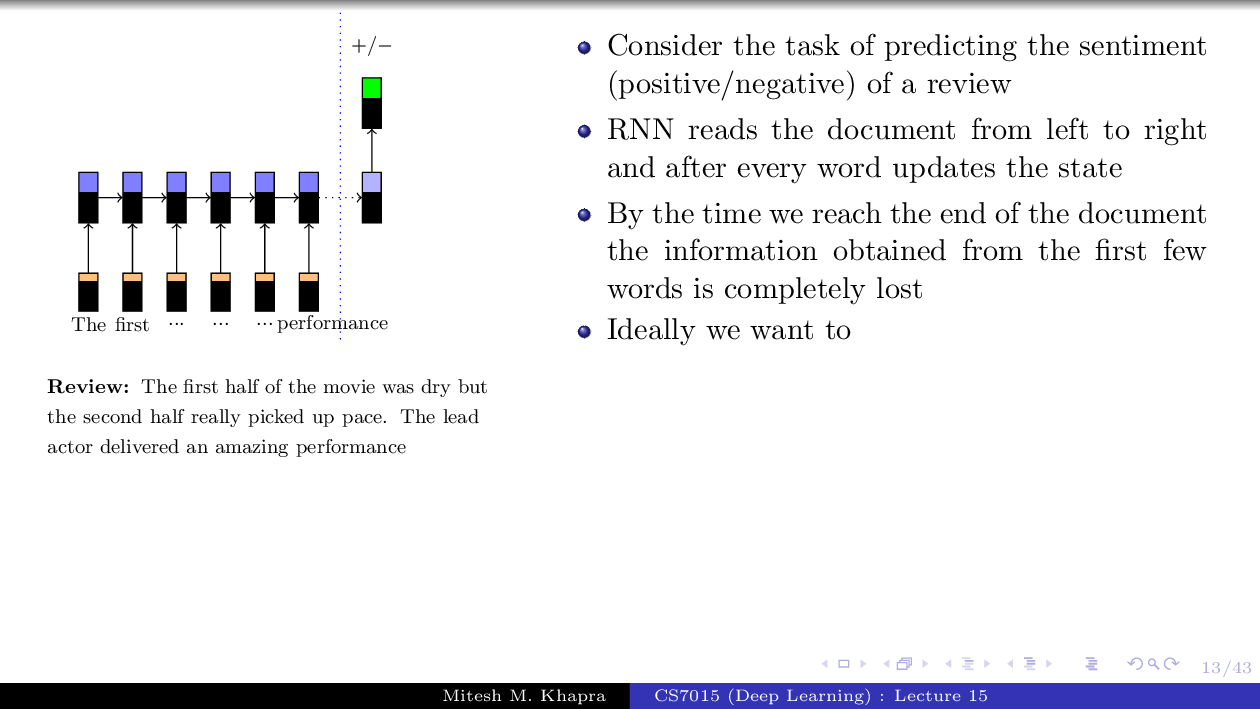 +/−
The first ... ... ... performance
Review: The first half of the movie was dry but
the second half really picked up pace. The lead
actor delivered an amazing performance
Consider the task of predicting the sentiment
(positive/negative) of a review
RNN reads the document from left to right
and after every word updates the state
By the time we reach the end of the document
the information obtained from the first few
words is completely lost
Ideally we want to
13/43
Mitesh M. Khapra
CS7015 (Deep Learning) : Lecture 15